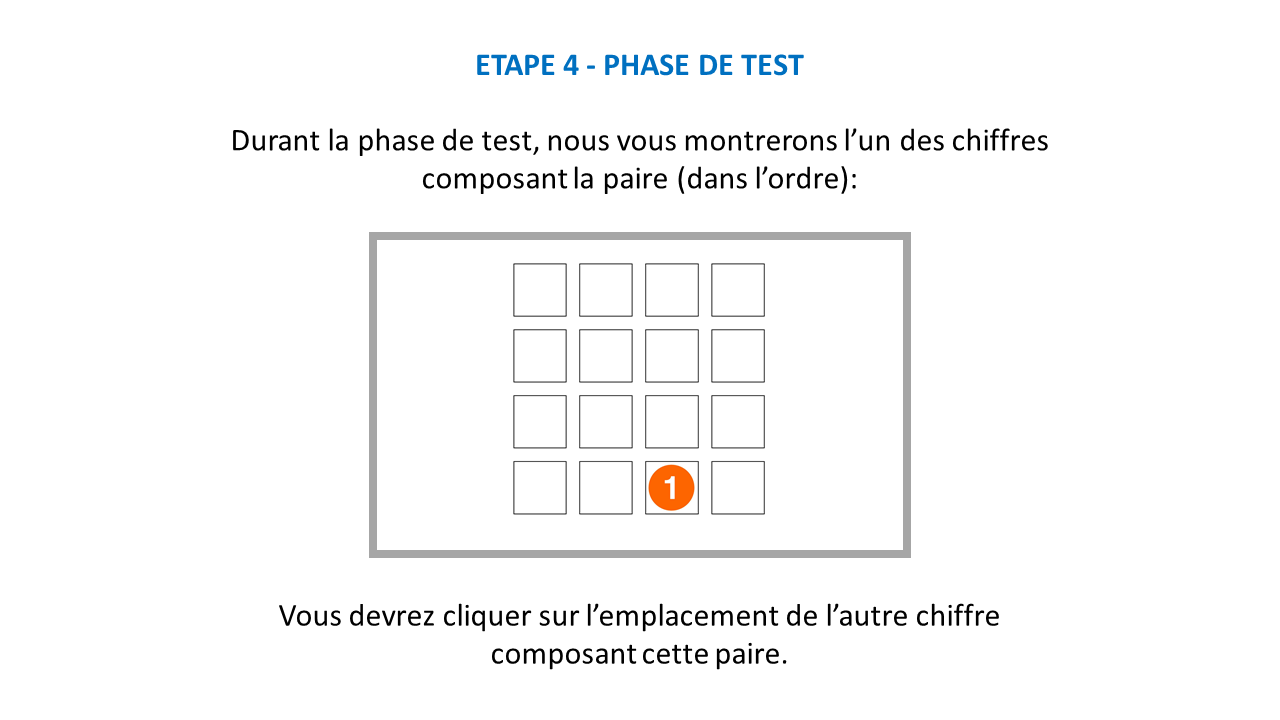 ETAPE 4 - PHASE DE TEST
Durant la phase de test, nous vous montrerons l’un des chiffres
composant la paire (dans l’ordre):
1
Vous devrez cliquer sur l’emplacement de l’autre chiffre
composant cette paire.